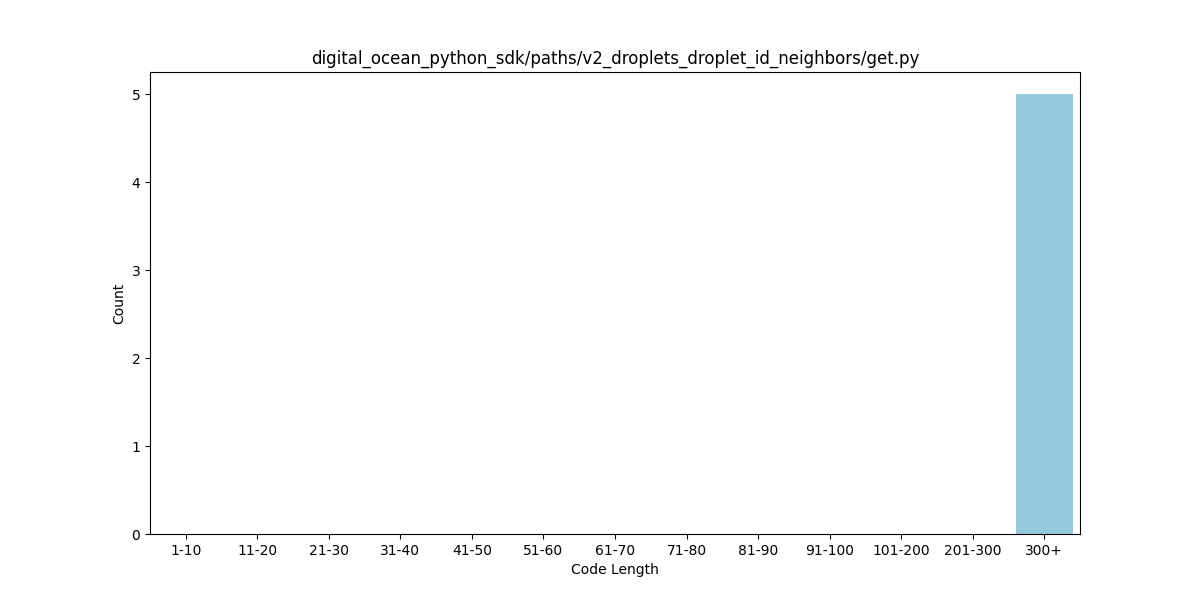 digital_ocean_python_sdk/paths/v2_droplets_droplet_id_neighbors/get.py
5
4
3
2
1
0
Count
1-10 11-20 21-30 31-40 41-50 51-60 61-70 71-80 81-90 91-100 101-200 201-300 300+
Code Length